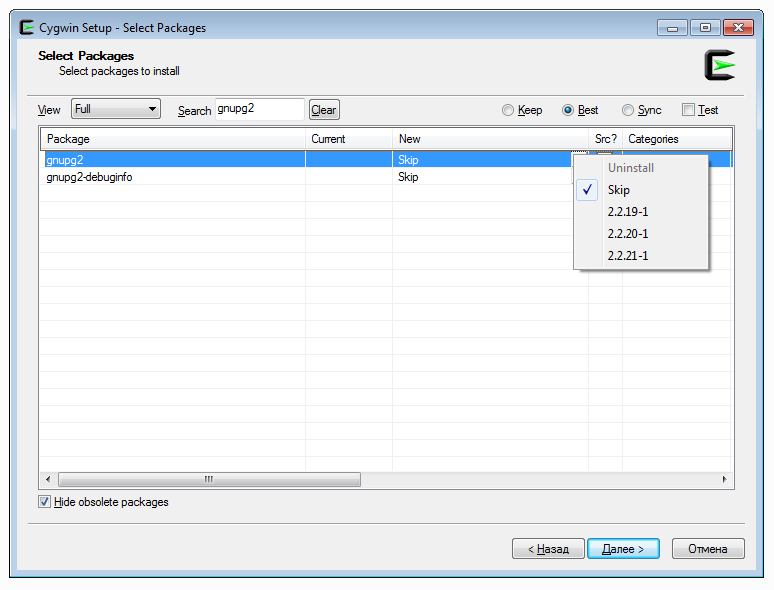 Cygwin Setup - Select Packages
Select Packages
Select packages to install
View Full Search gnupg2 Clear Keep Best Sync Test
Package Current New Src? Categories
gnupg2 Skip
gnupg2-debuginfo Skip
Uninstall
Skip
2.2.19-1
2.2.20-1
2.2.21-1
Hide obsolete packages
< Назад Далее > Отмена